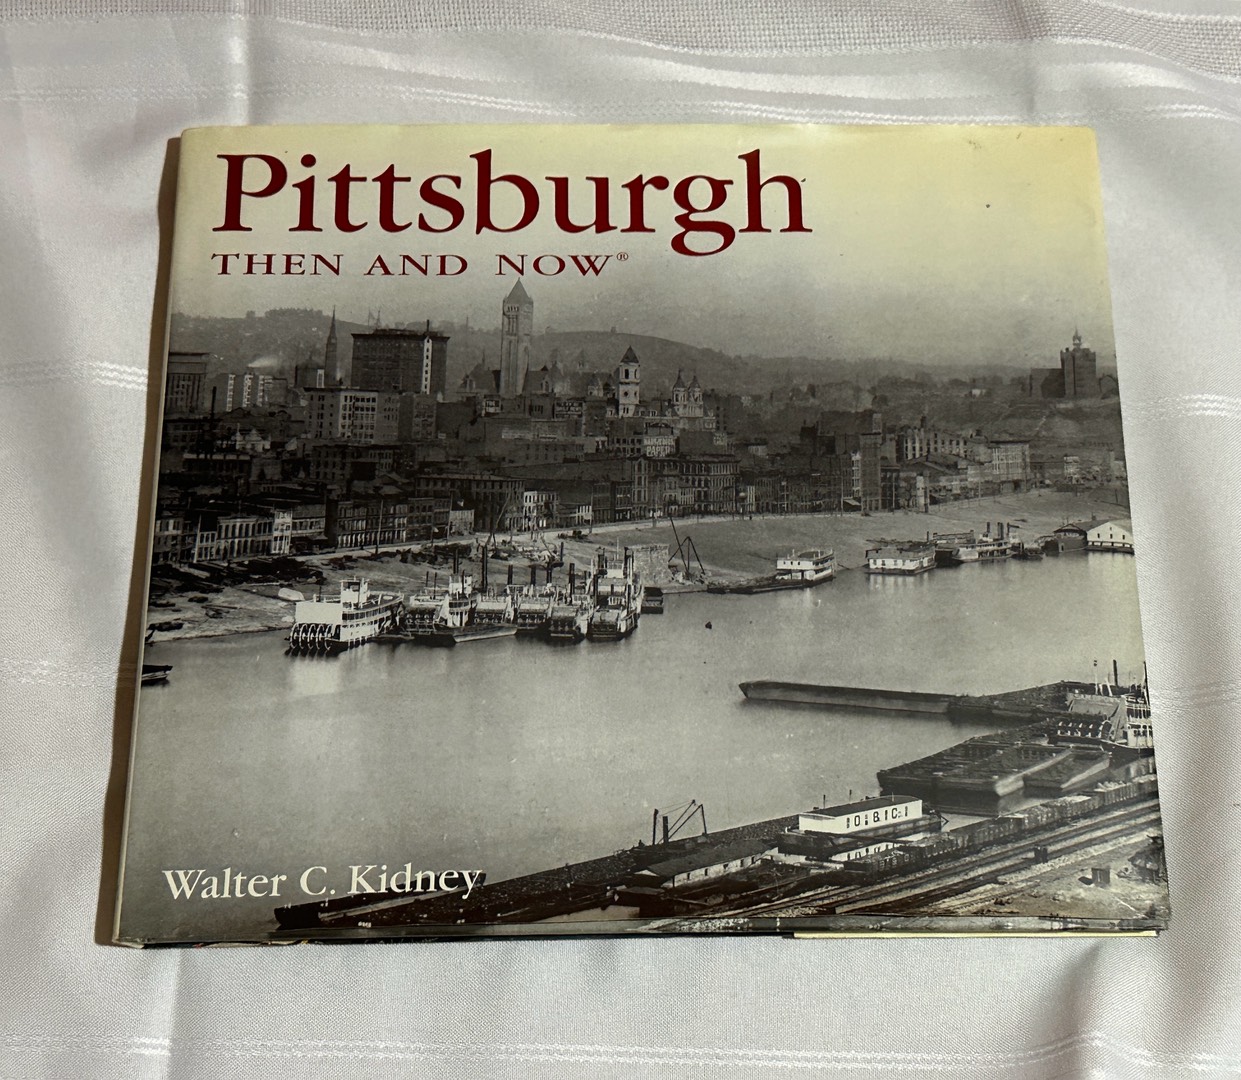 Pittsburgh
THEN AND NOW®
Walter C. Kidney